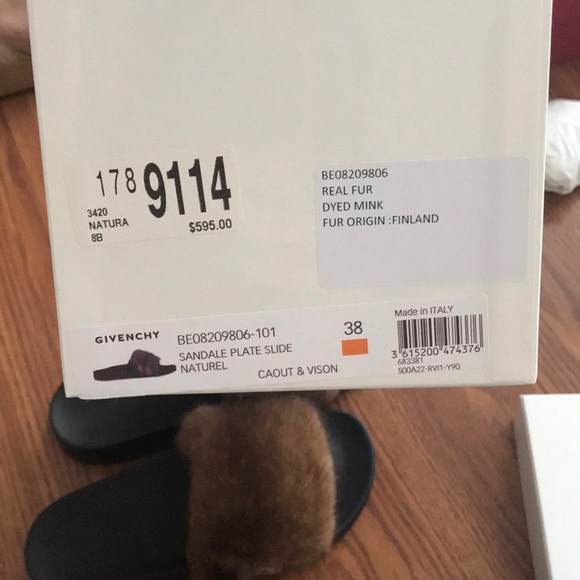 178 9114
3420
NATURA
8B
$595.00
BE08209806
REAL FUR
DYED MINK
FUR ORIGIN :FINLAND
GIVENCHY
BE08209806-101
SANDALE PLATE SLIDE
NATUREL
CAOUT & VISON
38
Made in ITALY
3 615200 474376
683381
500A22-RVI1-Y90